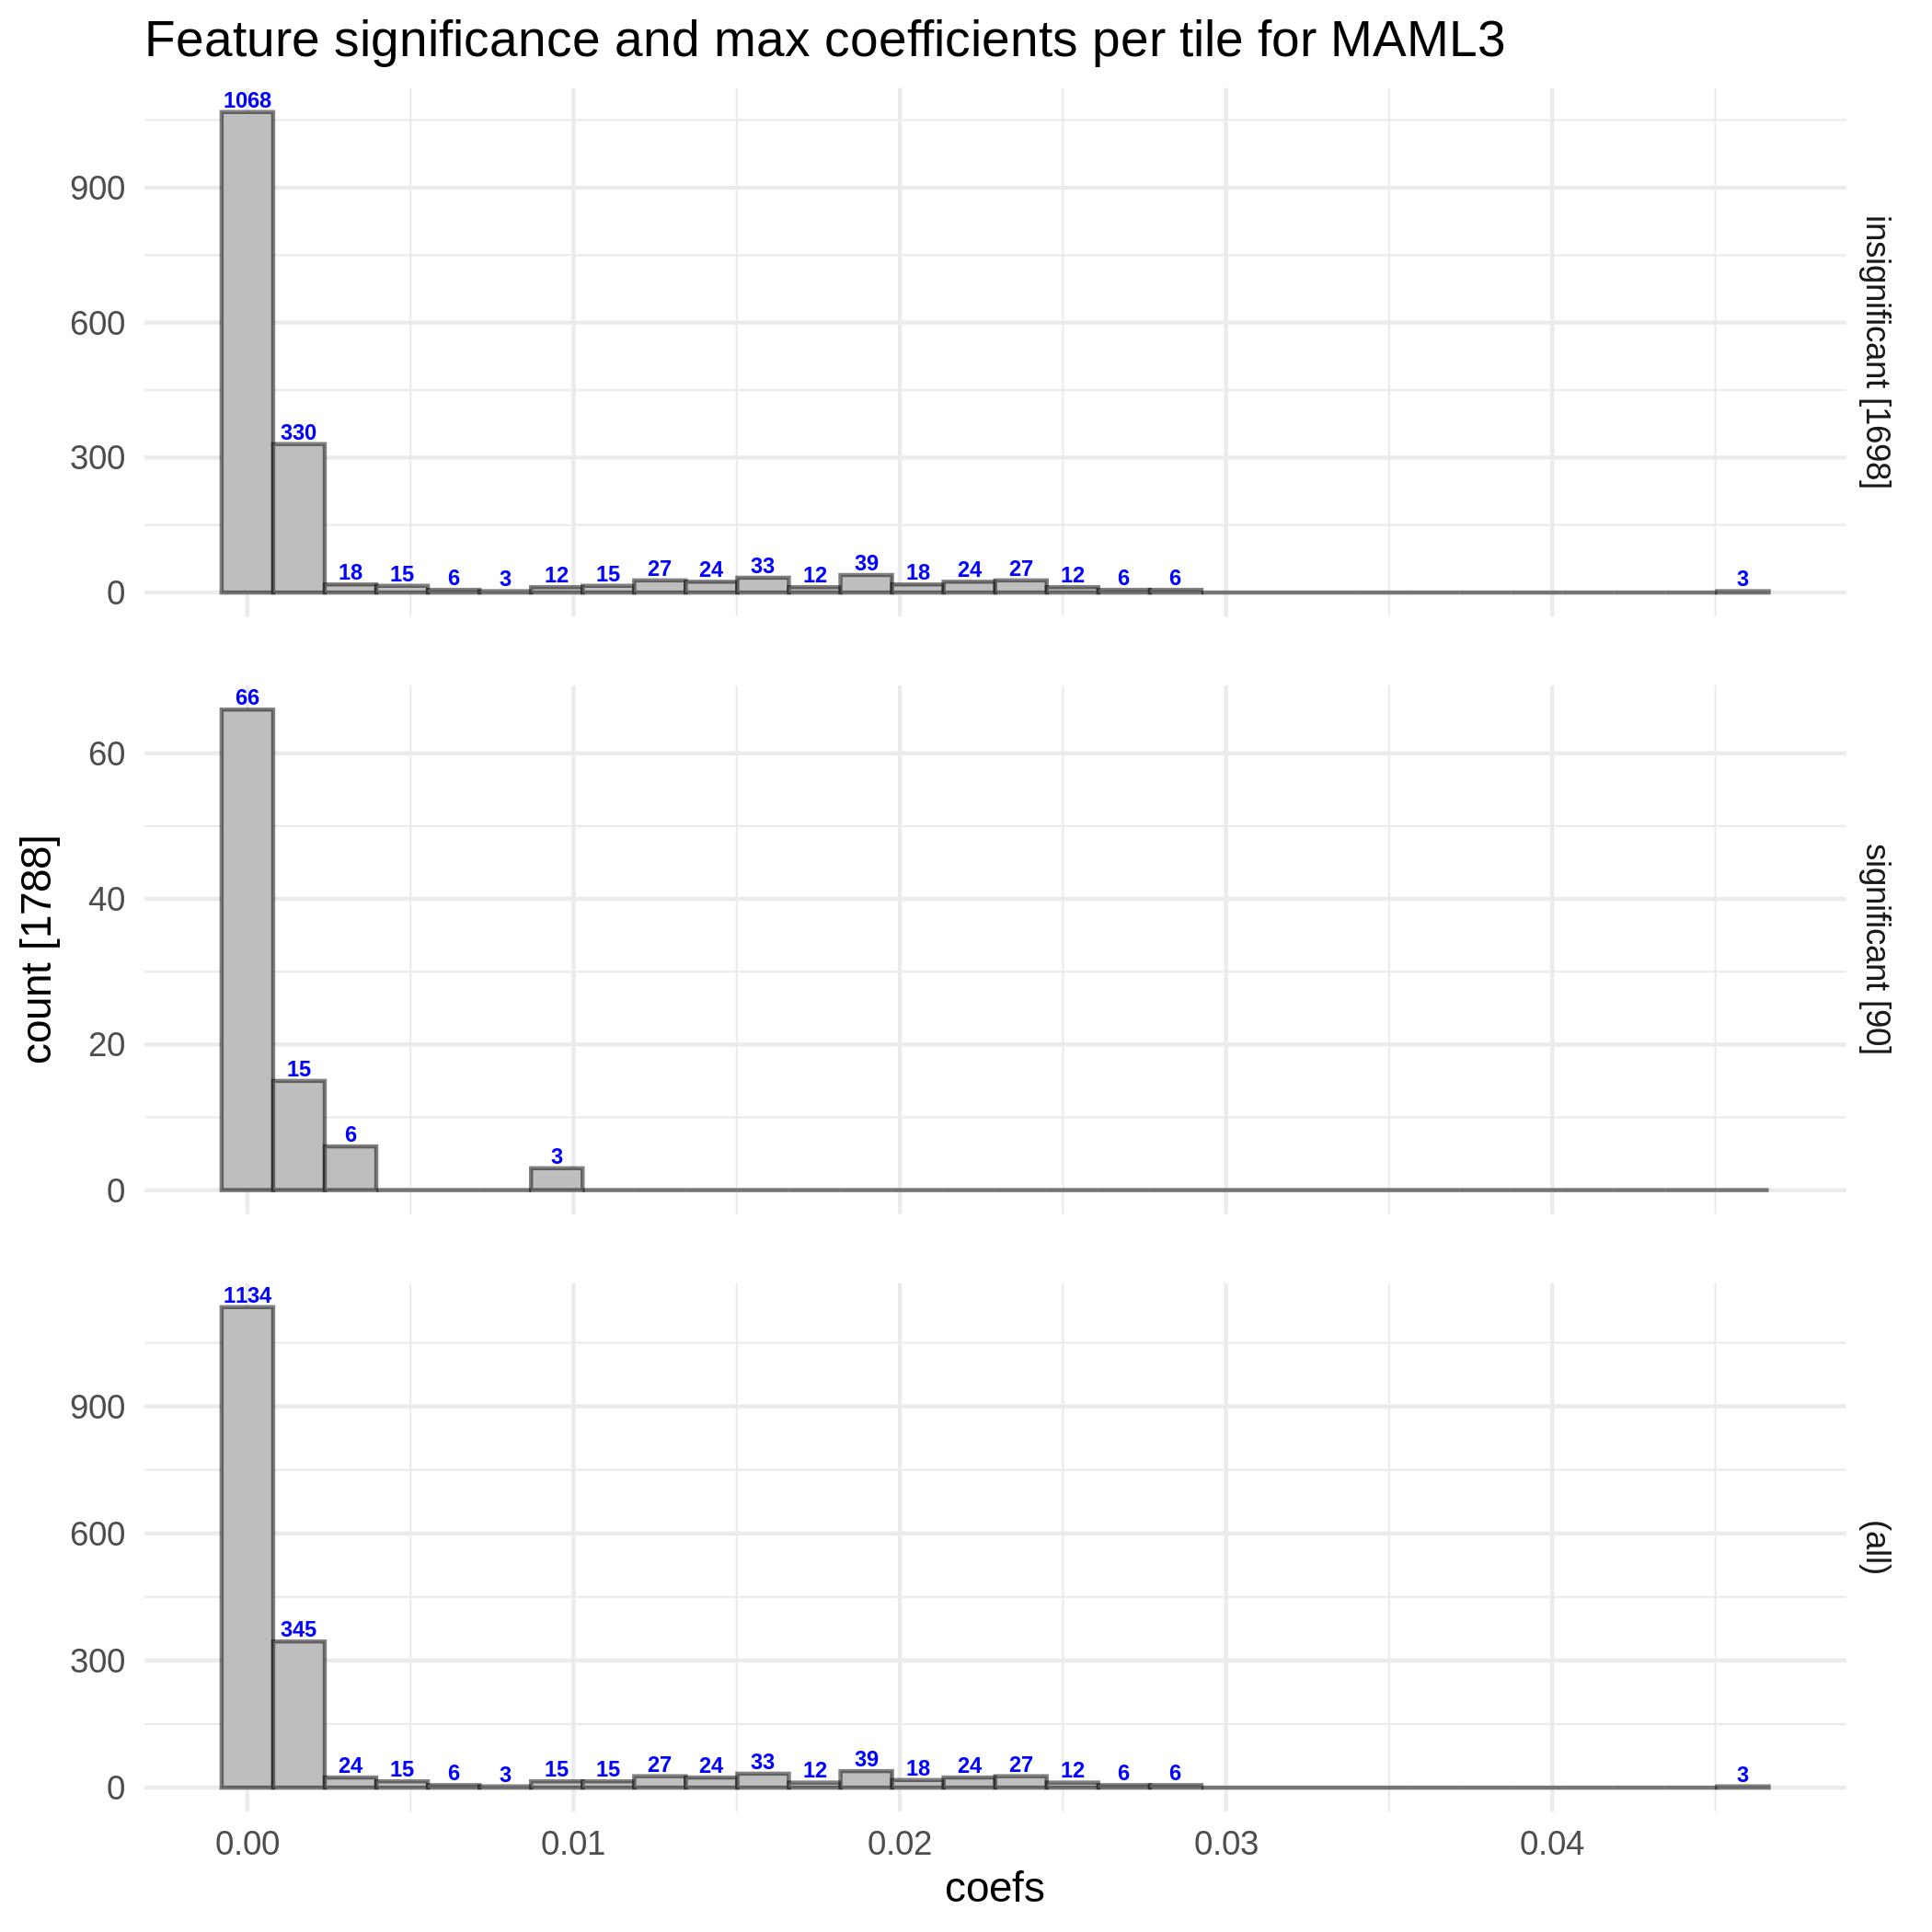 Feature significance and max coefficients per tile for MAML3
1068
900
600
300
0
330
18 15 6 3 12 15 27 24 33 12 39 18 24 27 12 6 6 3
insignificant [1698]
66
60
40
20
0
15
6
3
significant [90]
count [1788]
1134
900
600
300
0
345
24 15 6 3 15 15 27 24 33 12 39 18 24 27 12 6 6 3
(all)
0.00 0.01 0.02 0.03 0.04
coefs